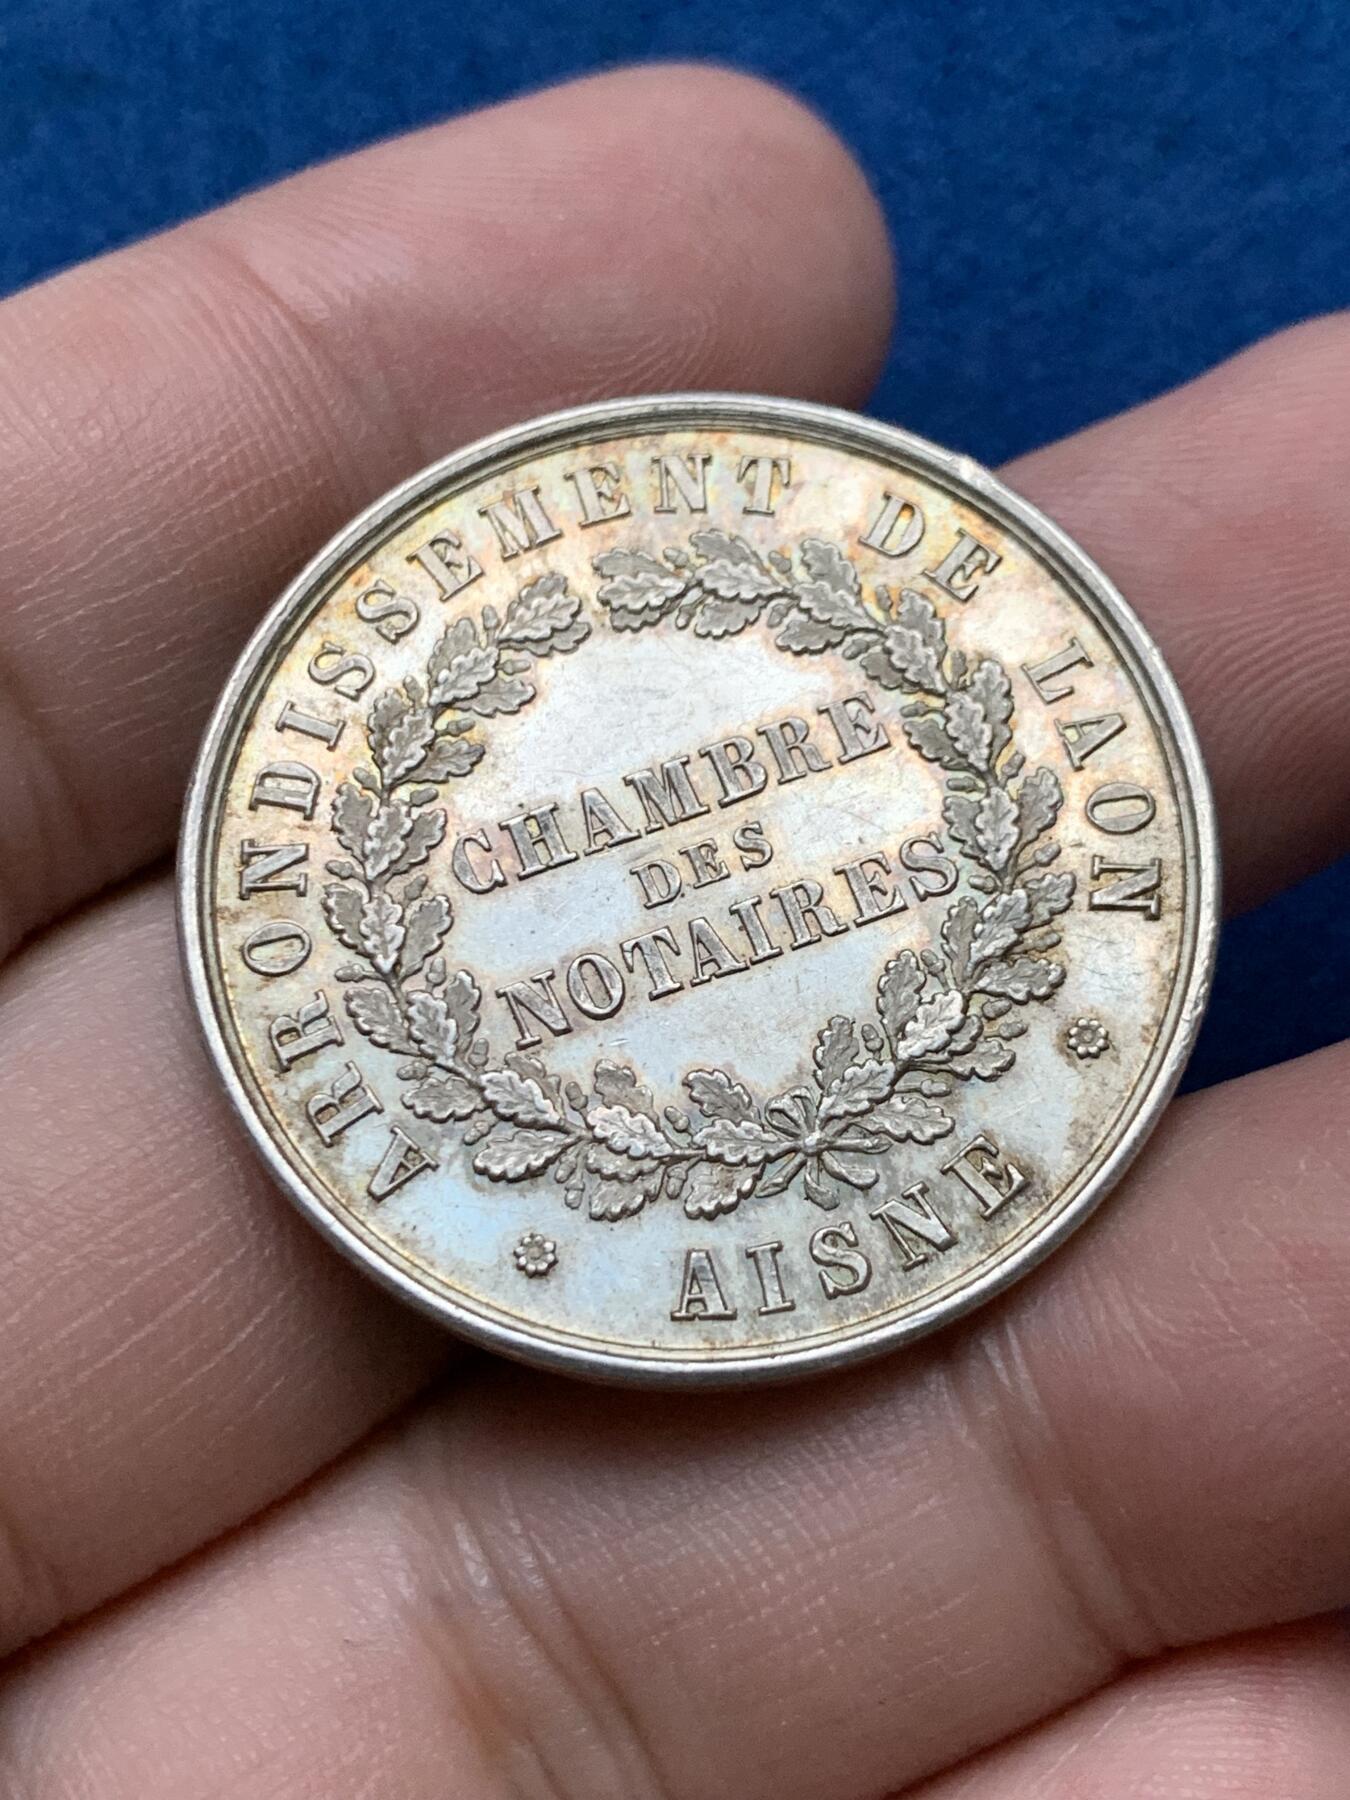 ARRONDISSEMENT DE LAON
CHAMBRE
DES
NOTAIRES
AISNE